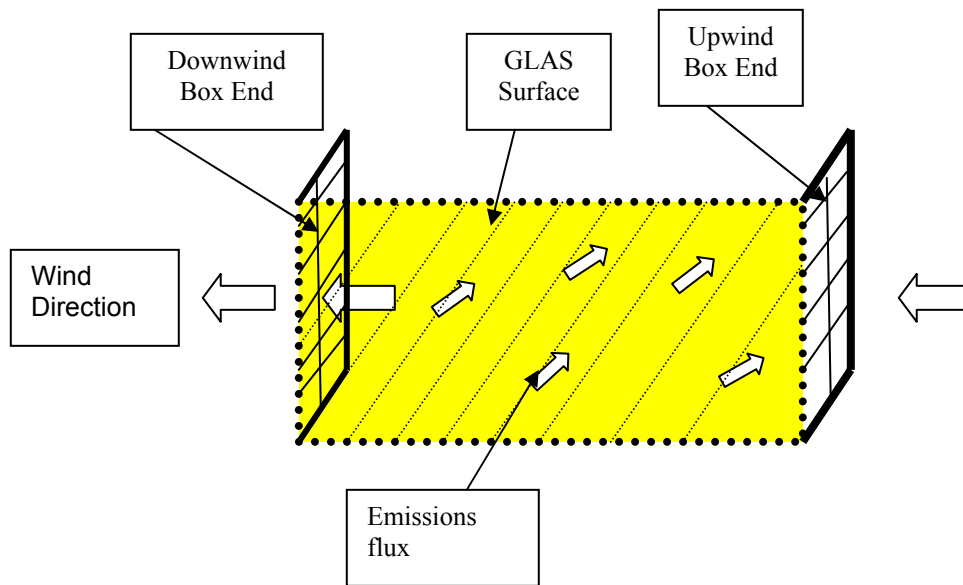 Downwind
Box End
GLAS
Surface
Upwind
Box End
Wind
Direction
Emissions
flux